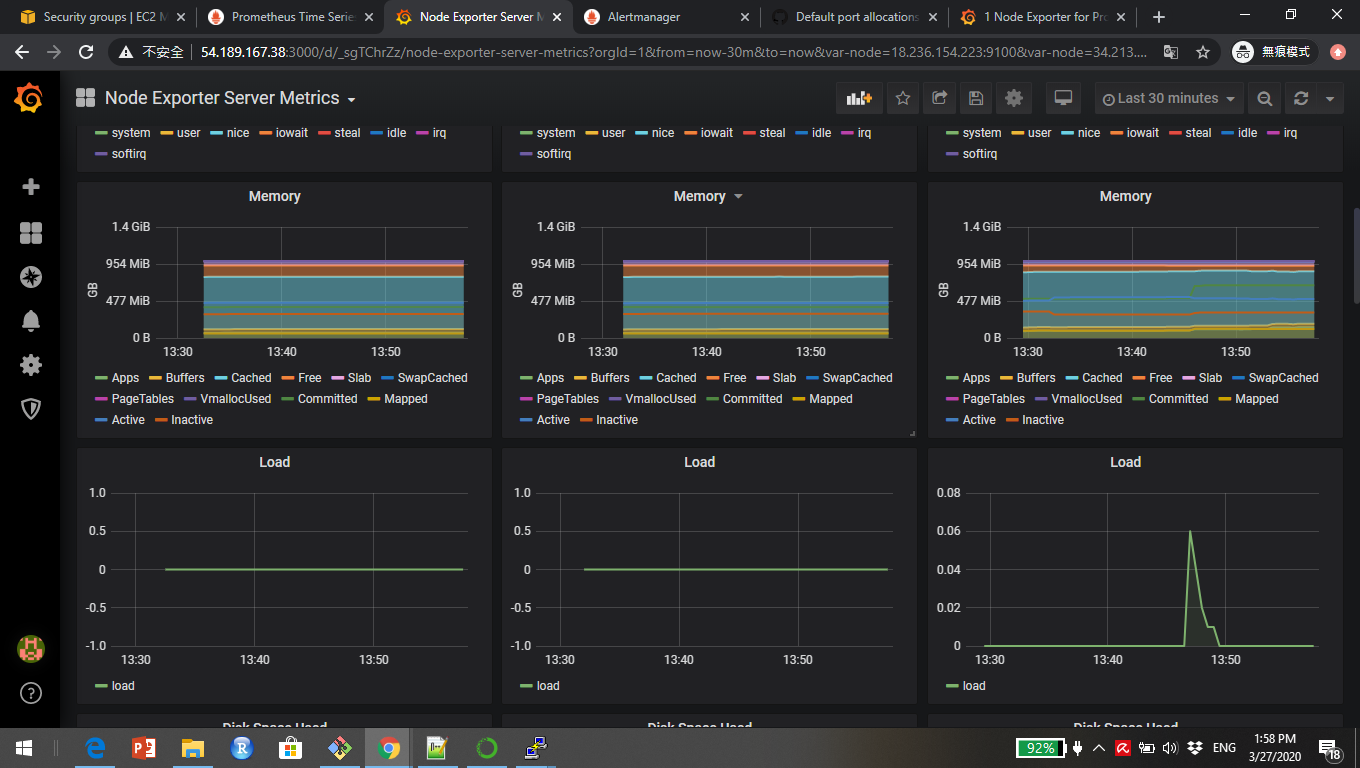 Security groups | EC2 M
Prometheus Time Serie
Node Exporter Server M
Alertmanager
Default port allocations
1 Node Exporter for Pro
不安全
54.189.167.38:3000/d/_sgTChrZz/node-exporter-server-metrics?orgId=1&from=now-30m&to=now&var-node=18.236.154.223:9100&var-node=34.213....
無痕模式
Node Exporter Server Metrics
Last 30 minutes
system user nice iowait steal idle irq
softirq
system user nice iowait steal idle irq
softirq
system user nice iowait steal idle irq
softirq
Memory
GB
1.4 GiB
954 MiB
477 MiB
0 B
13:30 13:40 13:50
Apps Buffers Cached Free Slab SwapCached
PageTables VmallocUsed Committed Mapped
Active Inactive
Memory
GB
1.4 GiB
954 MiB
477 MiB
0 B
13:30 13:40 13:50
Apps Buffers Cached Free Slab SwapCached
PageTables VmallocUsed Committed Mapped
Active Inactive
Memory
GB
1.4 GiB
954 MiB
477 MiB
0 B
13:30 13:40 13:50
Apps Buffers Cached Free Slab SwapCached
PageTables VmallocUsed Committed Mapped
Active Inactive
Load
1.0
0.5
0
-0.5
-1.0
13:30 13:40 13:50
load
Load
1.0
0.5
0
-0.5
-1.0
13:30 13:40 13:50
load
Load
0.08
0.06
0.04
0.02
0
13:30 13:40 13:50
load
Disk Space Used
Disk Space Used
Disk Space Used
92%
ENG
1:58 PM
3/27/2020
18